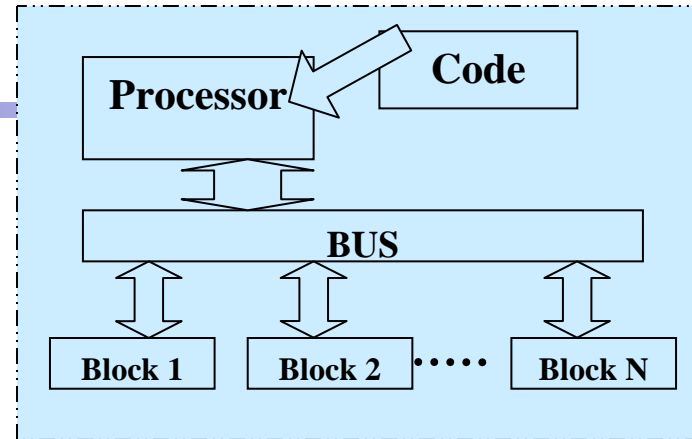 Code
Processor
BUS
Block 1 Block 2 ..... Block N